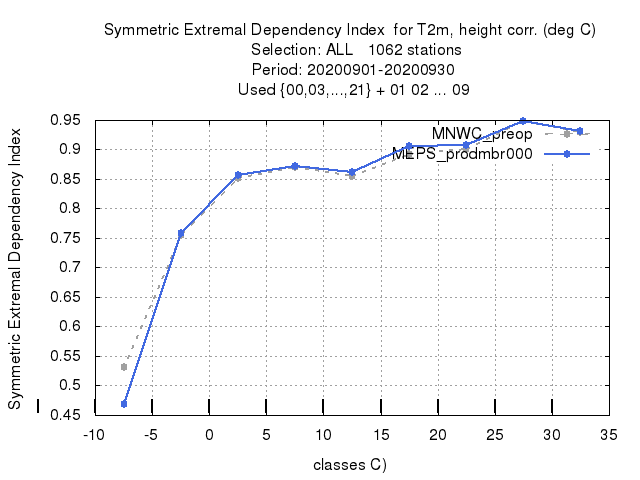 Symmetric Extremal Dependency Index  for T2m, height corr. (deg C)
Selection: ALL   1062 stations
Period: 20200901-20200930
Used {00,03,...,21} + 01 02 ... 09
Symmetric Extremal Dependency Index
0.95
0.9
0.85
0.8
0.75
0.7
0.65
0.6
0.55
0.5
0.45
MNWC_preop
MEPS_prodmbr000
-10 -5 0 5 10 15 20 25 30 35
classes C)